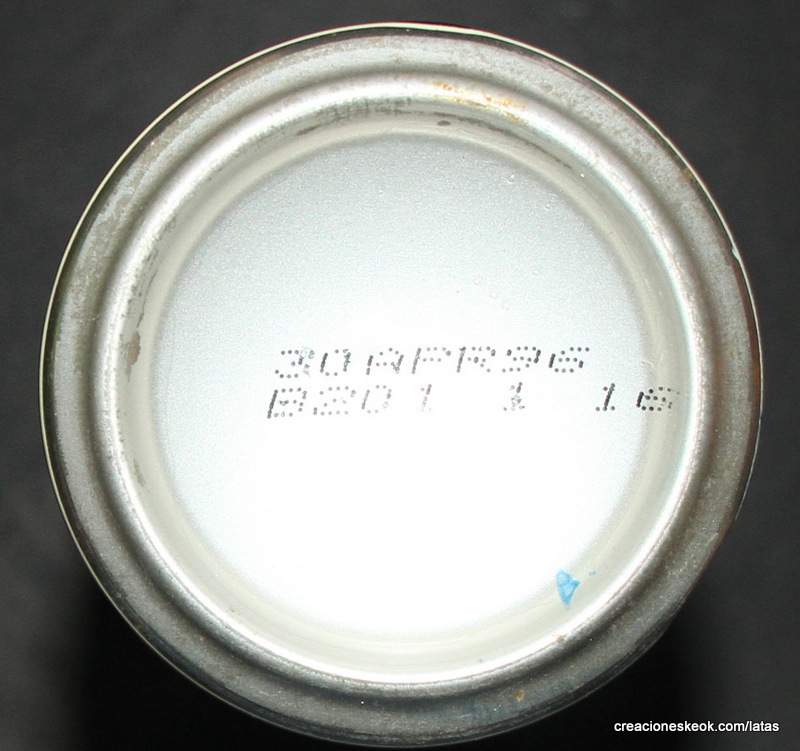 30APR96
B201 1 16
creacioneskeok.com/latas